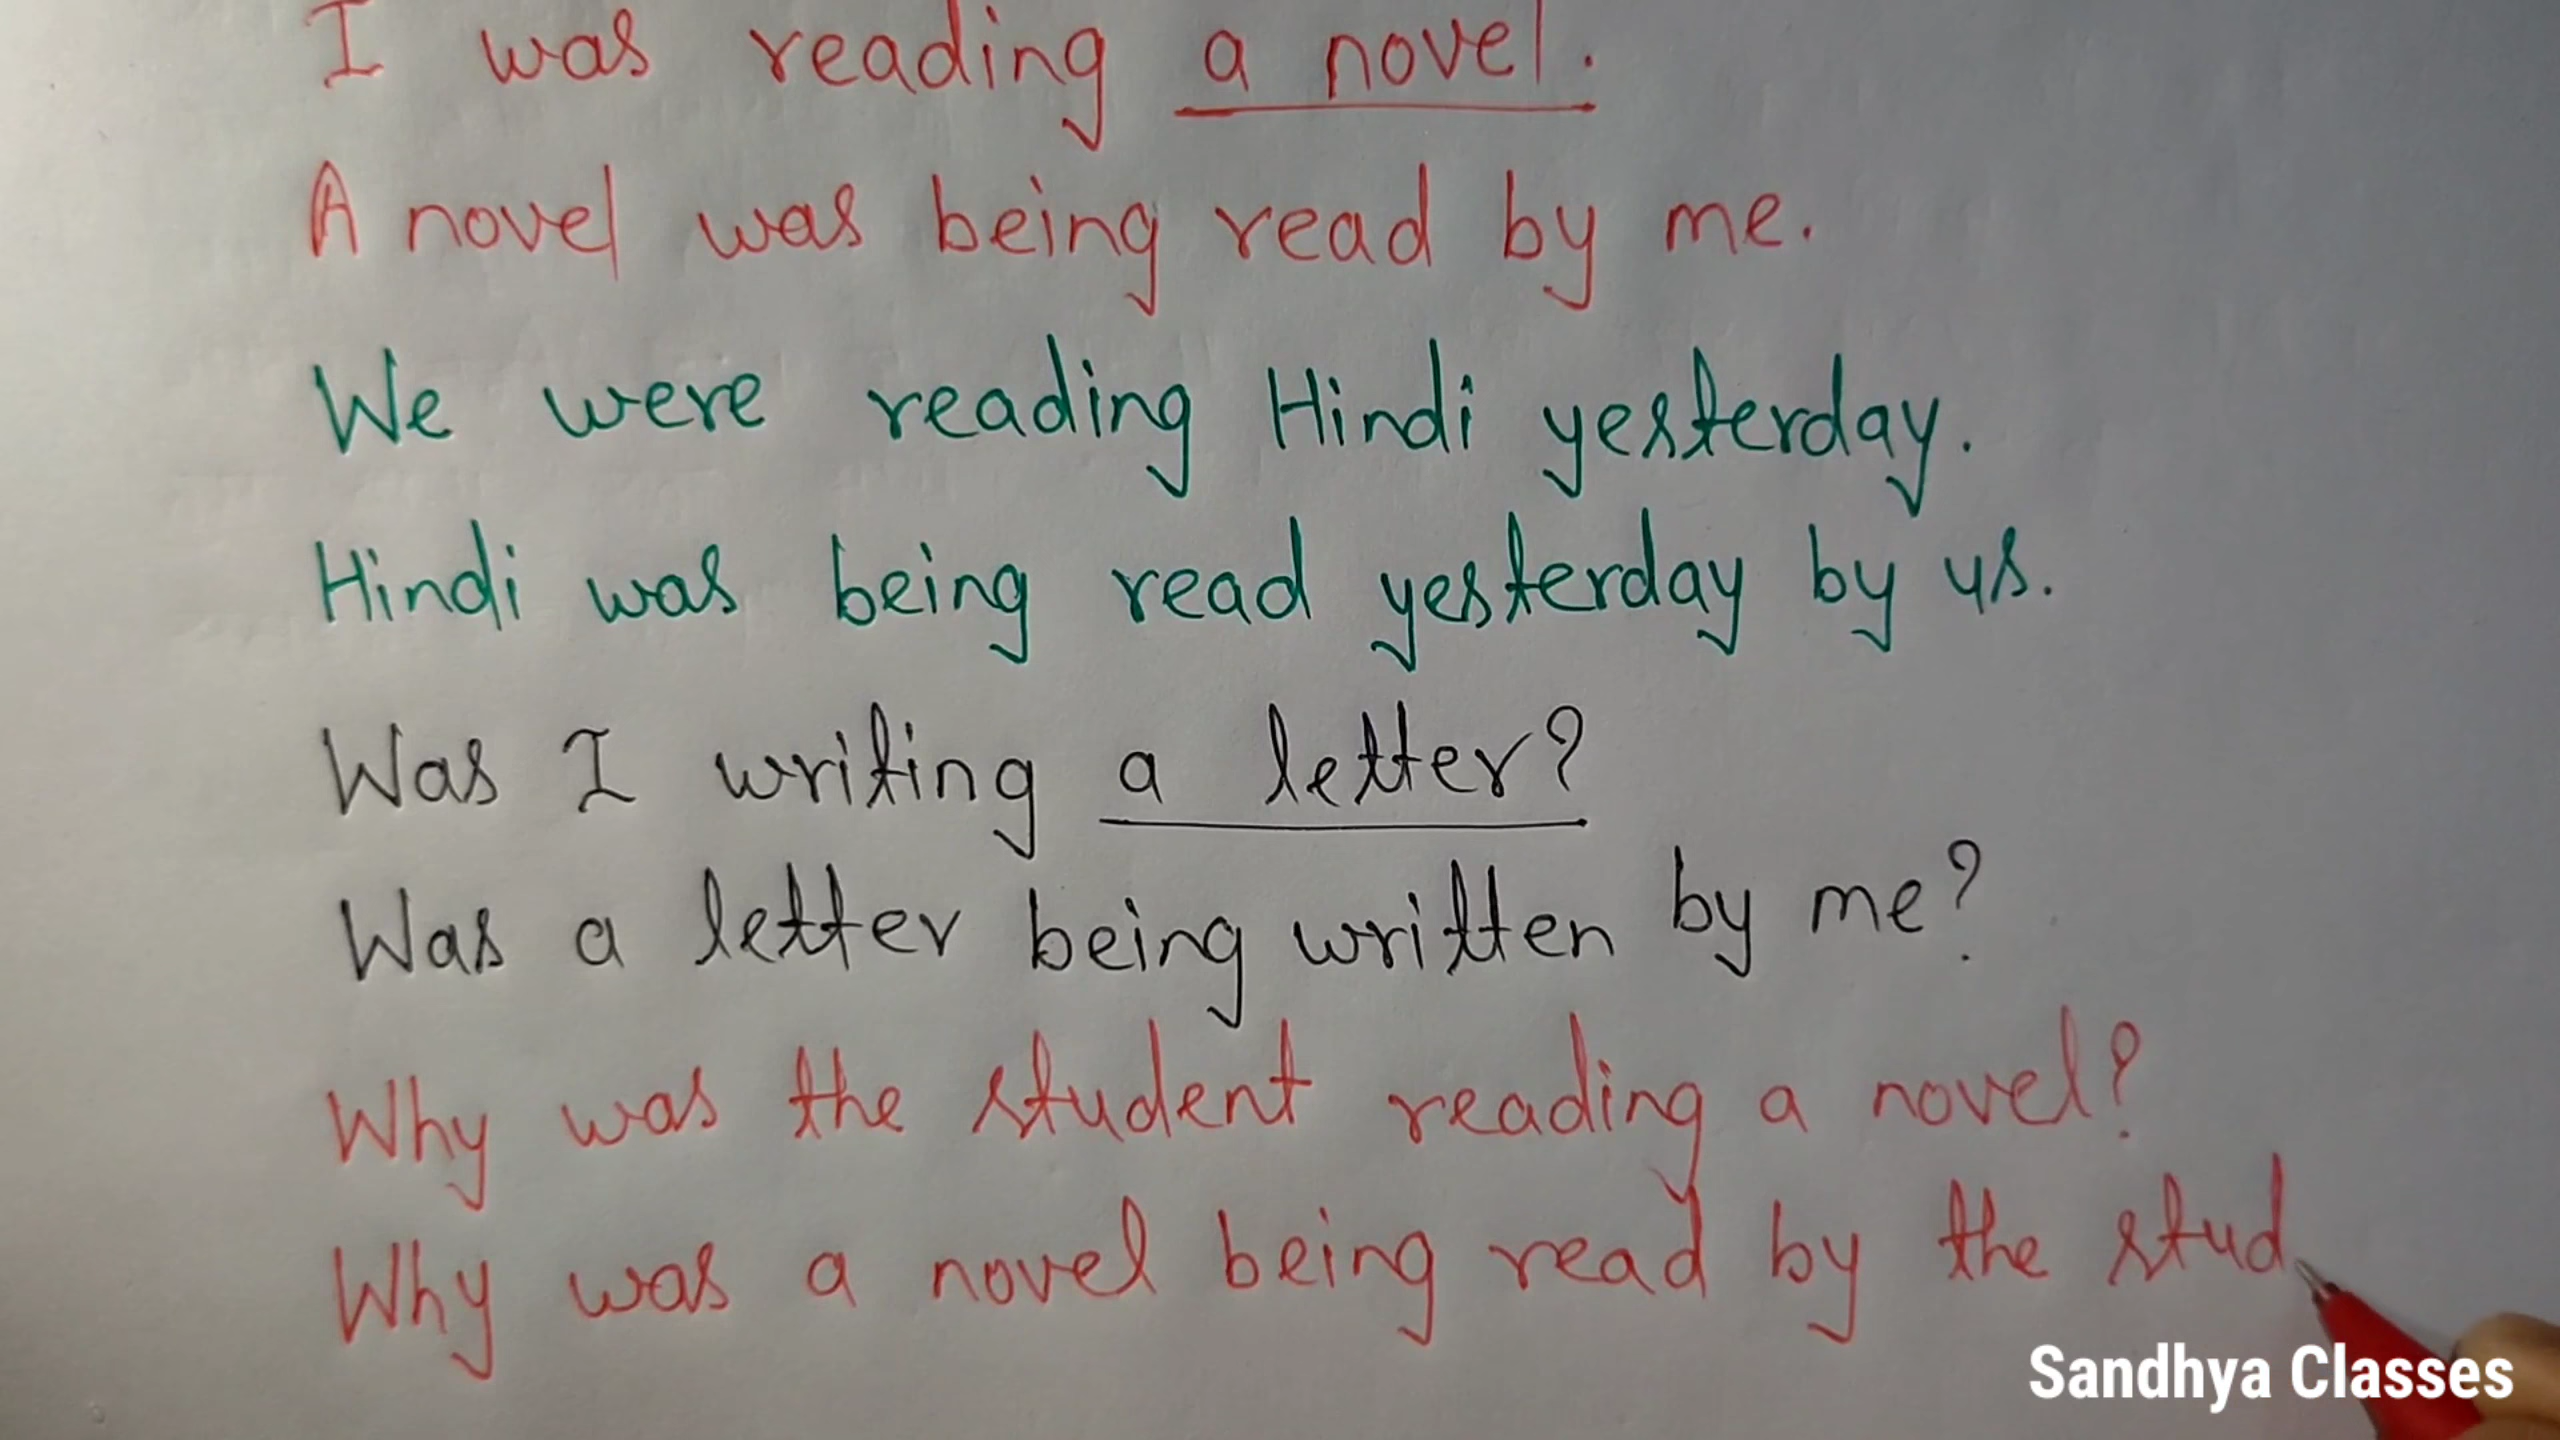 I was reading a novel.
A novel was being read by me.
We were reading Hindi yesterday.
Hindi was being read yesterday by us.
Was I writing a letter?
Was a letter being written by me?
Why was the student reading a novel?
Why was a novel being read by the stud
Sandhya Classes